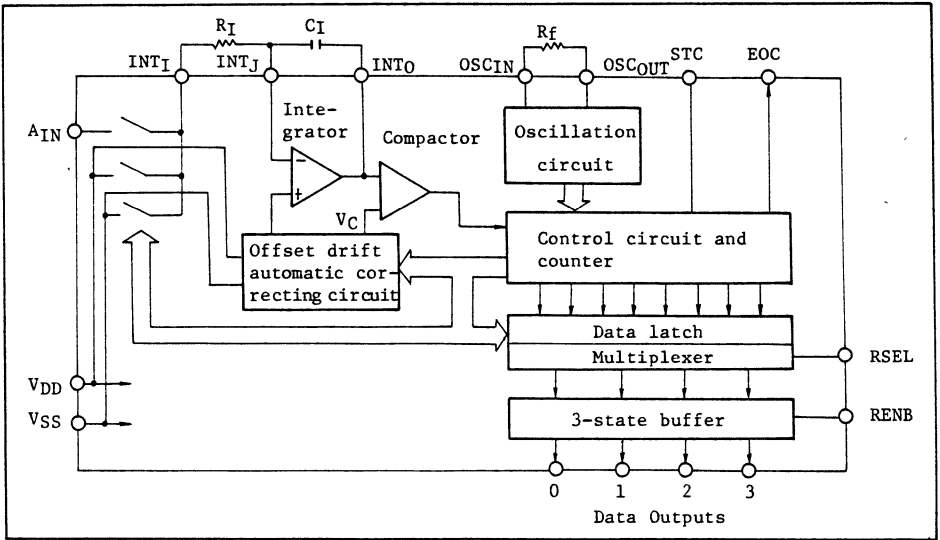 RI
CI
Rf
INTI
INTJ
INTO
OSCIN
OSCOUT
STC
EOC
AIN
Inte-
grator
Compactor
Oscillation
circuit
VC
Offset drift
automatic cor-
recting circuit
Control circuit and
counter
Data latch
Multiplexer
RSEL
VDD
VSS
3-state buffer
RENB
0 1 2 3
Data Outputs